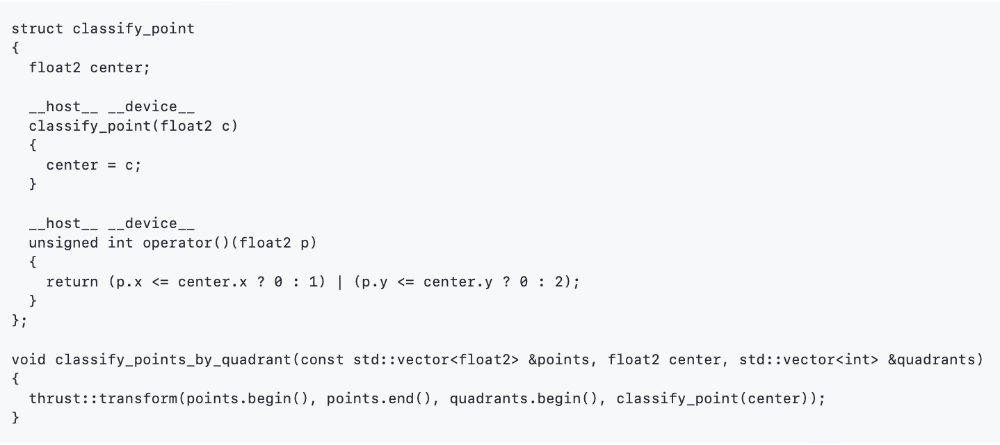 struct classify_point
{
  float2 center;

  __host__ __device__
  classify_point(float2 c)
  {
    center = c;
  }

  __host__ __device__
  unsigned int operator()(float2 p)
  {
    return (p.x <= center.x ? 0 : 1) | (p.y <= center.y ? 0 : 2);
  }
};

void classify_points_by_quadrant(const std::vector<float2> &points, float2 center, std::vector<int> &quadrants)
{
  thrust::transform(points.begin(), points.end(), quadrants.begin(), classify_point(center));
}